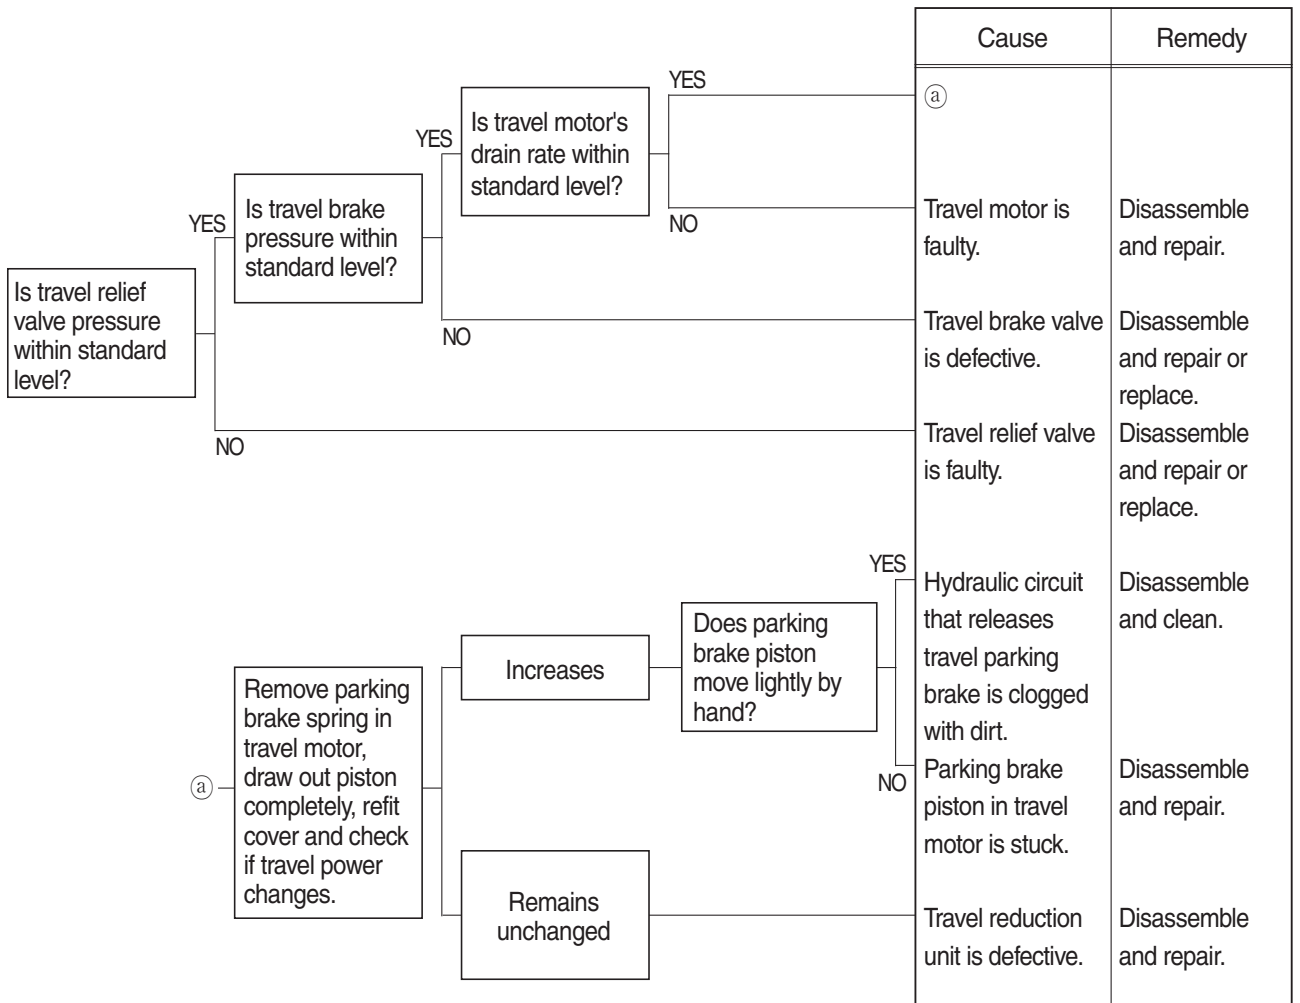 Cause
Remedy
YES
ⓐ
Is travel motor's
drain rate within
standard level?
YES
NO
Travel motor is
faulty.
Disassemble
and repair.
Is travel brake
pressure within
standard level?
YES
NO
Travel brake valve
is defective.
Disassemble
and repair or
replace.
Is travel relief
valve pressure
within standard
level?
NO
Travel relief valve
is faulty.
Disassemble
and repair or
replace.
ⓐ
Remove parking
brake spring in
travel motor,
draw out piston
completely, refit
cover and check
if travel power
changes.
Increases
Does parking
brake piston
move lightly by
hand?
YES
Hydraulic circuit
that releases
travel parking
brake is clogged
with dirt.
Disassemble
and clean.
NO
Parking brake
piston in travel
motor is stuck.
Disassemble
and repair.
Remains
unchanged
Travel reduction
unit is defective.
Disassemble
and repair.